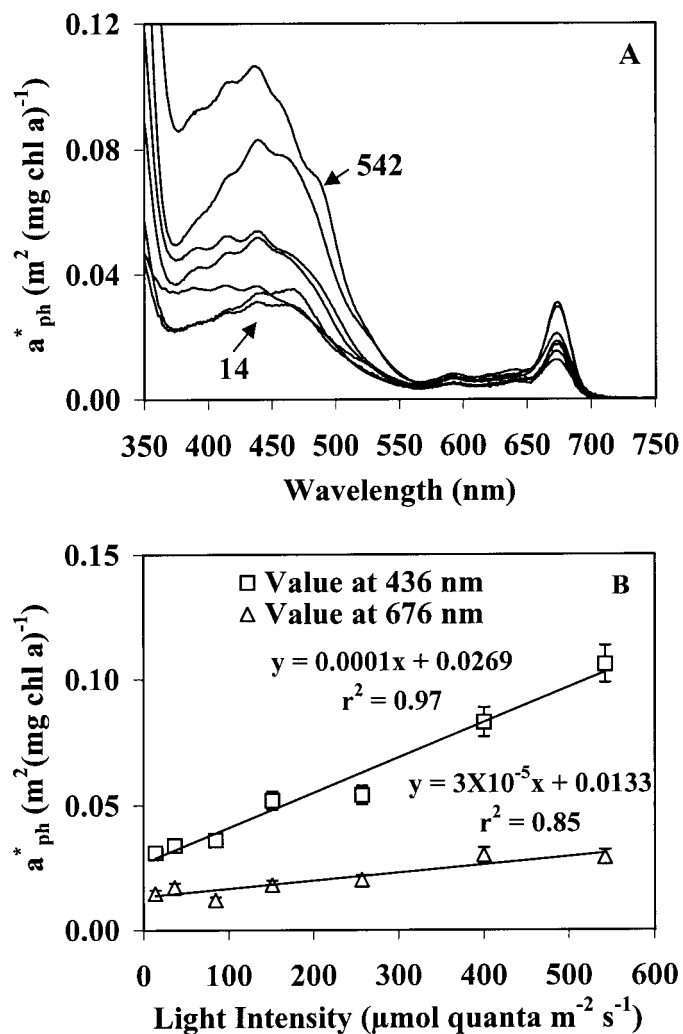 A
0.12
0.08
0.04
0.00
a*ph (m² (mg chl a)⁻¹
542
14
350 400 450 500 550 600 650 700 750
Wavelength (nm)
B
0.15
0.10
0.05
0.00
a*ph (m²(mg chl a)⁻¹
Value at 436 nm
Value at 676 nm
y = 0.0001x + 0.0269
r² = 0.97
y = 3X10⁻⁵x + 0.0133
r² = 0.85
0 100 200 300 400 500 600
Light Intensity (μmol quanta m⁻² s⁻¹)